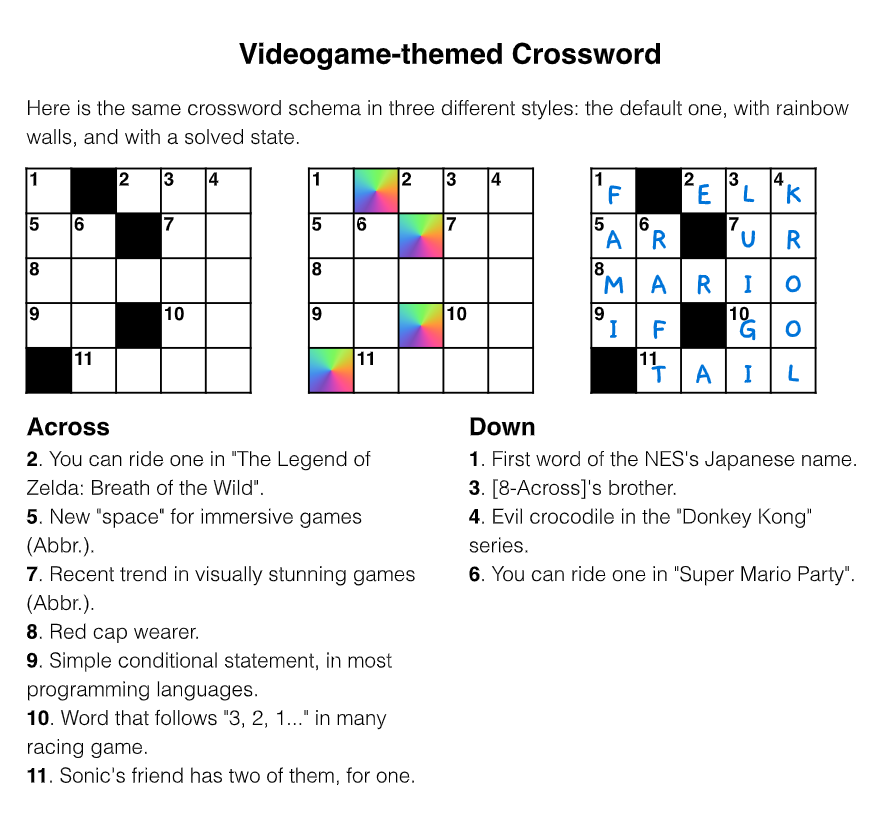 Videogame-themed Crossword
Here is the same crossword schema in three different styles: the default one, with rainbow
walls, and with a solved state.
1 2 3 4
5 6 7
8
9 10
11
1 2 3 4
5 6 7
8
9 10
11
1 F 2 E 3 L 4 K
5 A 6 R 7 U R
8 M A R I O
9 I F 10 G O
11 T A I L
Across
2. You can ride one in "The Legend of
Zelda: Breath of the Wild".
5. New "space" for immersive games
(Abbr.).
7. Recent trend in visually stunning games
(Abbr.).
8. Red cap wearer.
9. Simple conditional statement, in most
programming languages.
10. Word that follows "3, 2, 1..." in many
racing game.
11. Sonic's friend has two of them, for one.
Down
1. First word of the NES's Japanese name.
3. [8-Across]'s brother.
4. Evil crocodile in the "Donkey Kong"
series.
6. You can ride one in "Super Mario Party".